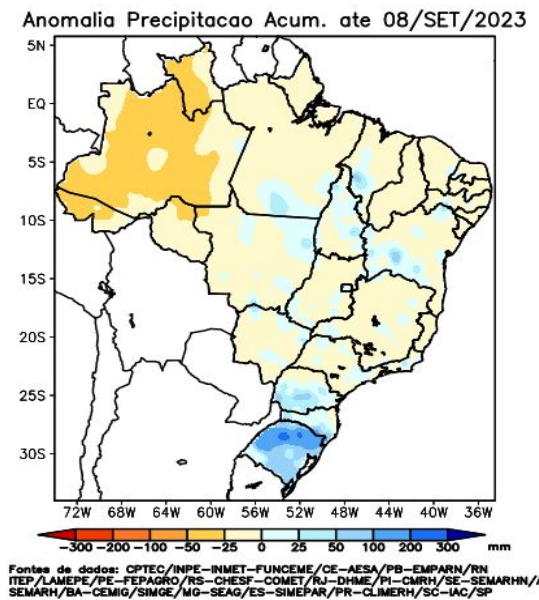 Anomalia Precipitacao Acum. ate 08/SET/2023
5N
EQ
5S
10S
15S
20S
25S
30S
72W 68W 64W 60W 56W 52W 48W 44W 40W 36W
-300 -200 -100 -50 -25 0 25 50 100 200 300 mm
Fontes de dados: CPTEC/INPE-INMET-FUNCEME/CE-AESA/PB-EMPARN/RN
ITEP/LAMEPE/PE-FEPAGRO/RS-CHESF-COMET/RJ-DHME/PI-CMRH/SE-SEMARHN/A
SEMARH/BA-CEMIG/SIMGE/MG-SEAG/ES-SIMEPAR/PR-CLIMERH/SC-IAC/SP